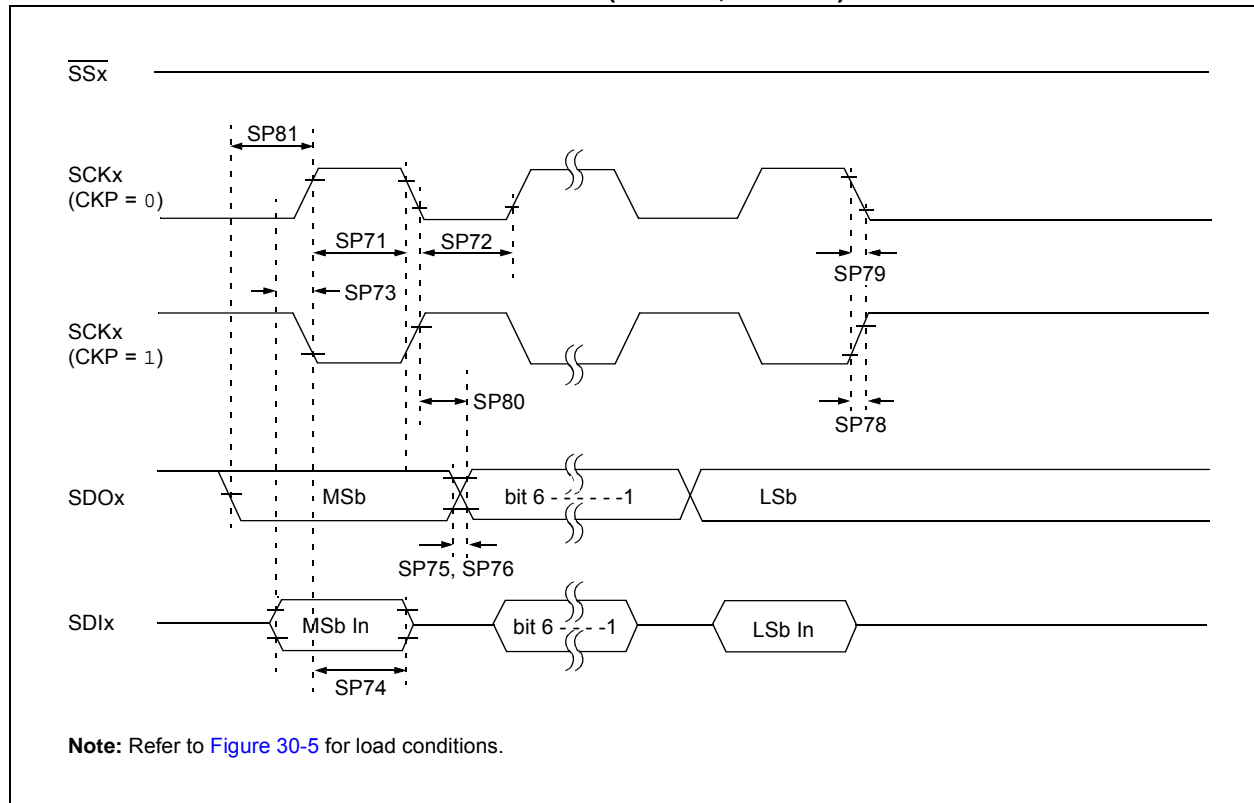 SSx
SP81
SCKx
(CKP = 0)
SP71
SP72
SP79
SP73
SCKx
(CKP = 1)
SP80
SP78
SDOx
MSb
bit 6 - - - - - -1
LSb
SP75, SP76
SDIx
MSb In
bit 6 - - - -1
LSb In
SP74
Note: Refer to Figure 30-5 for load conditions.